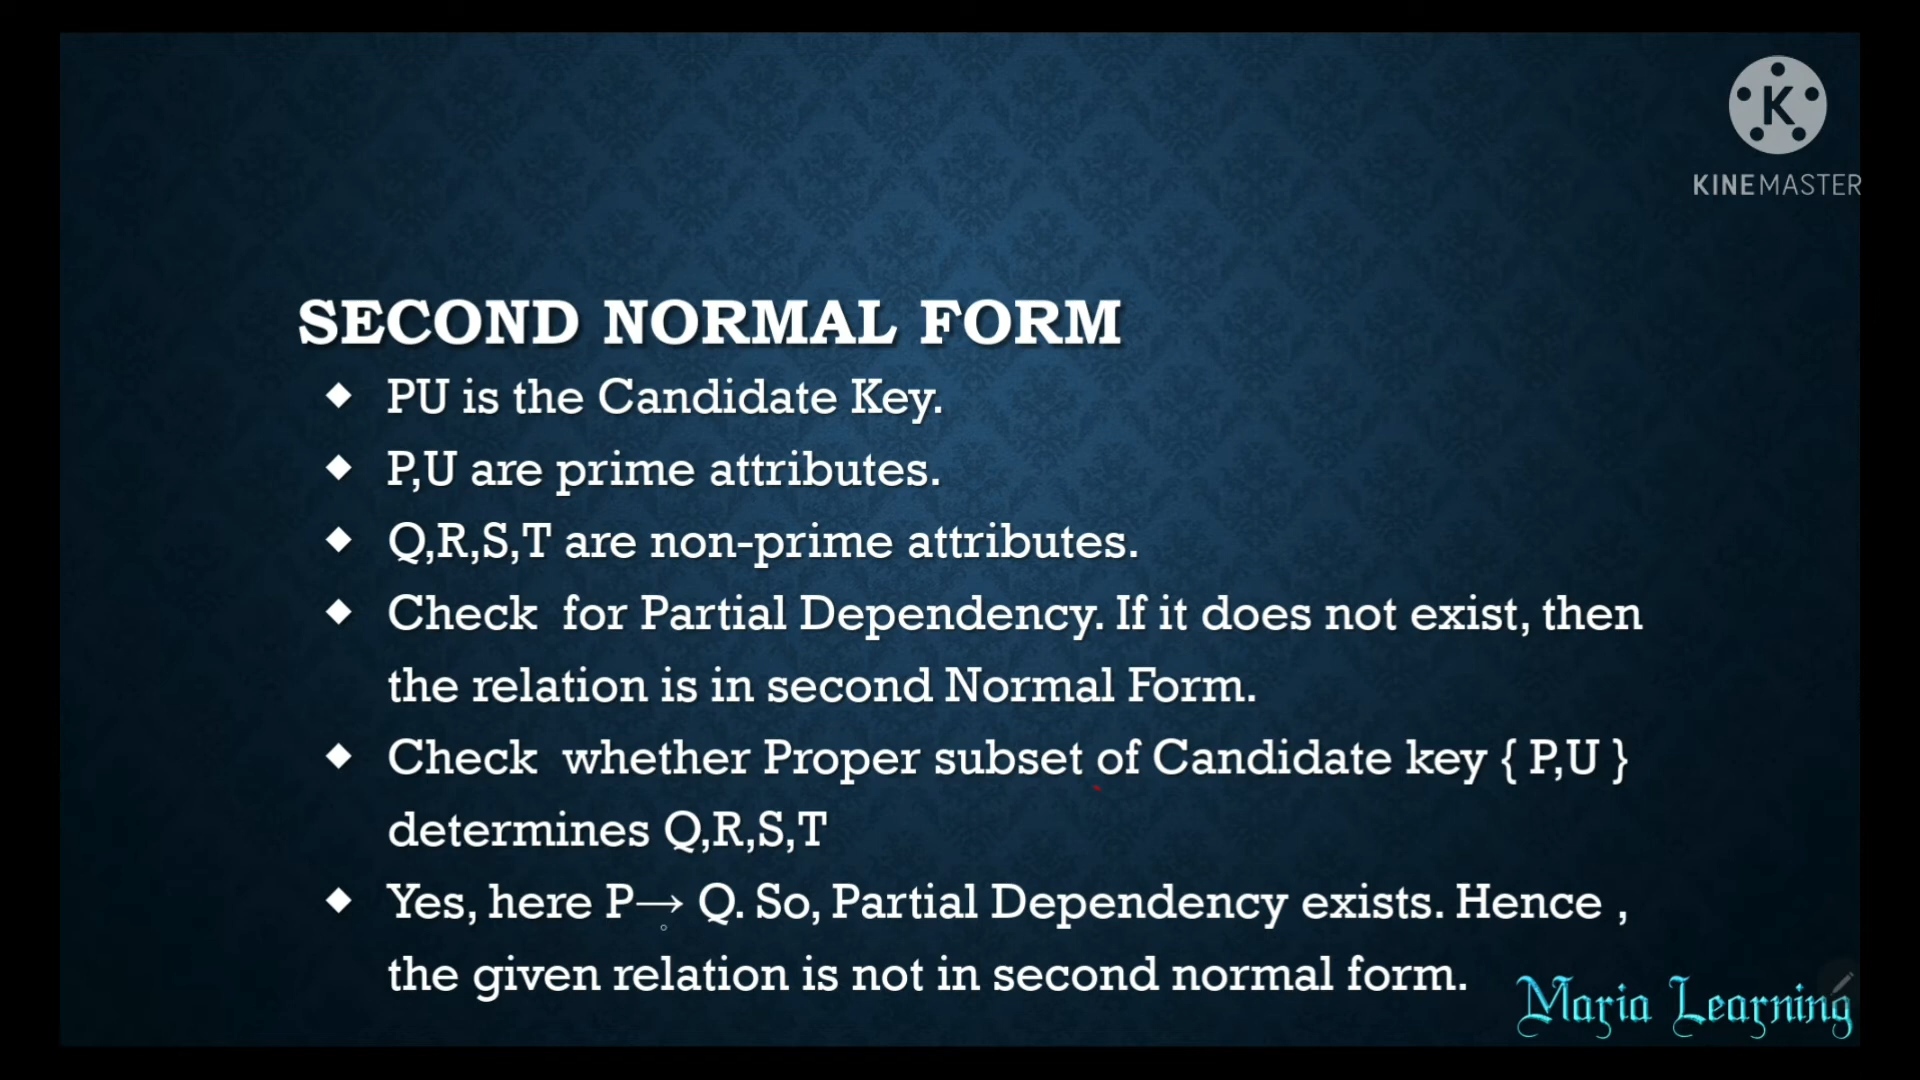 K
KINEMASTER
SECOND NORMAL FORM
◆ PU is the Candidate Key.
◆ P,U are prime attributes.
◆ Q,R,S,T are non-prime attributes.
◆ Check for Partial Dependency. If it does not exist, then
the relation is in second Normal Form.
◆ Check whether Proper subset of Candidate key { P,U }
determines Q,R,S,T
◆ Yes, here P→ Q. So, Partial Dependency exists. Hence ,
the given relation is not in second normal form.
Maria Learning